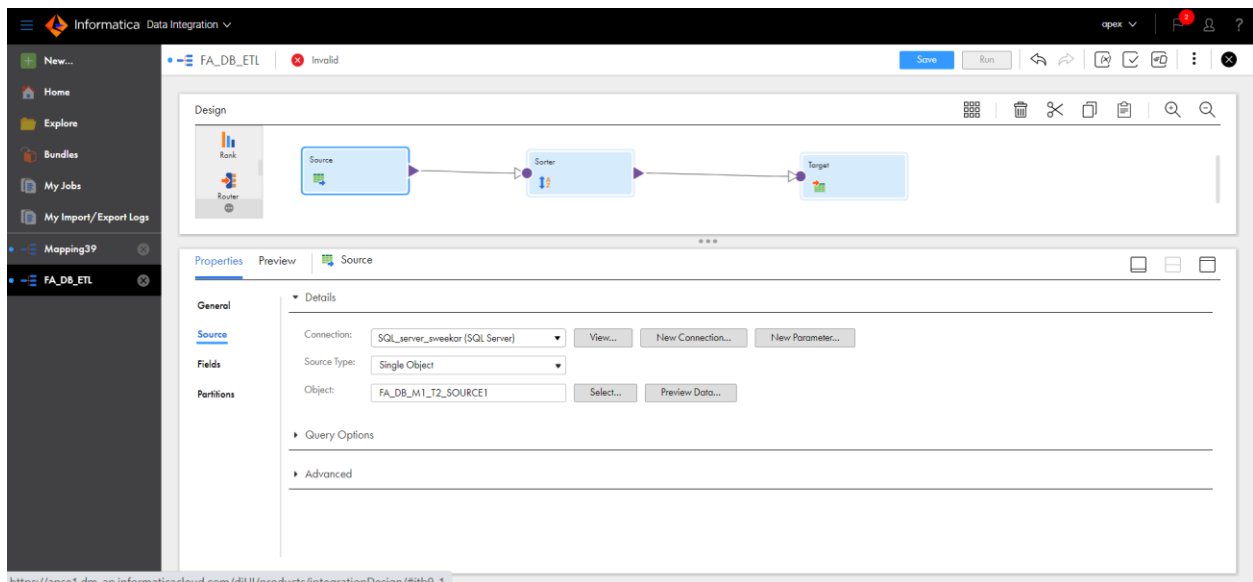 Informatica Data Integration
apex
2
?
New...
FA_DB_ETL
Invalid
Save
Run
Home
Explore
Bundles
My Jobs
My Import/Export Logs
Mapping39
FA_DB_ETL
Design
Rank
Router
Source
Sorter
Target
Properties Preview Source
General
Source
Fields
Partitions
Details
Connection: SQL_server_sweekar (SQL Server) View... New Connection... New Parameter...
Source Type: Single Object
Object: FA_DB_M1_T2_SOURCE1 Select... Preview Data...
Query Options
Advanced